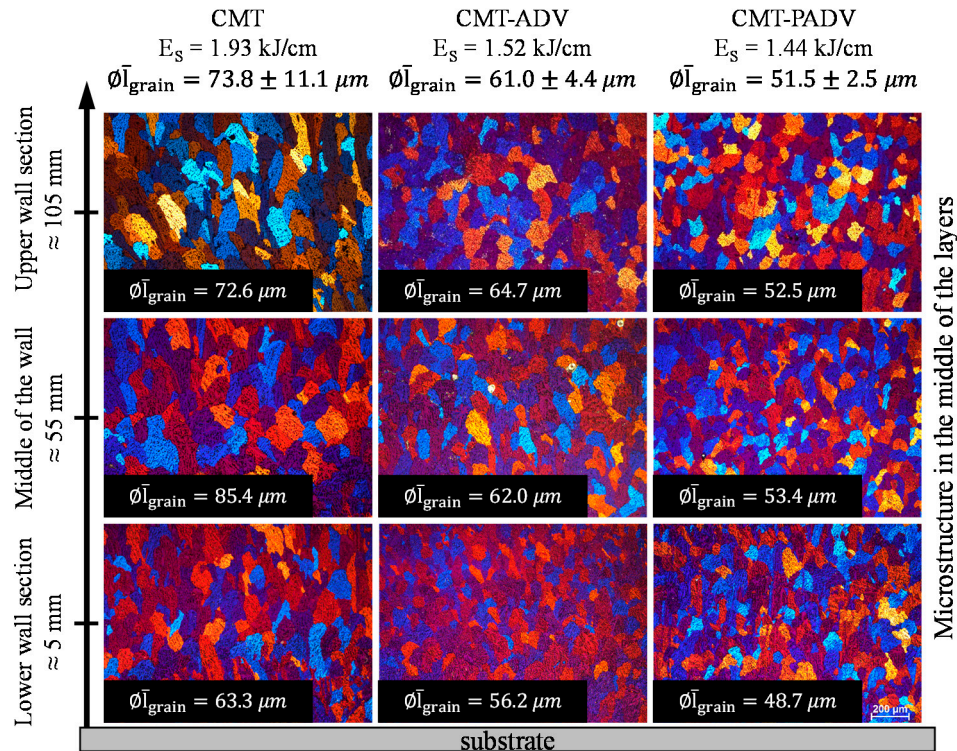 CMT
E_S = 1.93 kJ/cm
Øl̄_grain = 73.8 ± 11.1 μm
CMT-ADV
E_S = 1.52 kJ/cm
Øl̄_grain = 61.0 ± 4.4 μm
CMT-PADV
E_S = 1.44 kJ/cm
Øl̄_grain = 51.5 ± 2.5 μm
Upper wall section
≈ 105 mm
Øl̄_grain = 72.6 μm
Øl̄_grain = 64.7 μm
Øl̄_grain = 52.5 μm
Middle of the wall
≈ 55 mm
Øl̄_grain = 85.4 μm
Øl̄_grain = 62.0 μm
Øl̄_grain = 53.4 μm
Lower wall section
≈ 5 mm
Øl̄_grain = 63.3 μm
Øl̄_grain = 56.2 μm
Øl̄_grain = 48.7 μm
200 μm
Microstructure in the middle of the layers
substrate